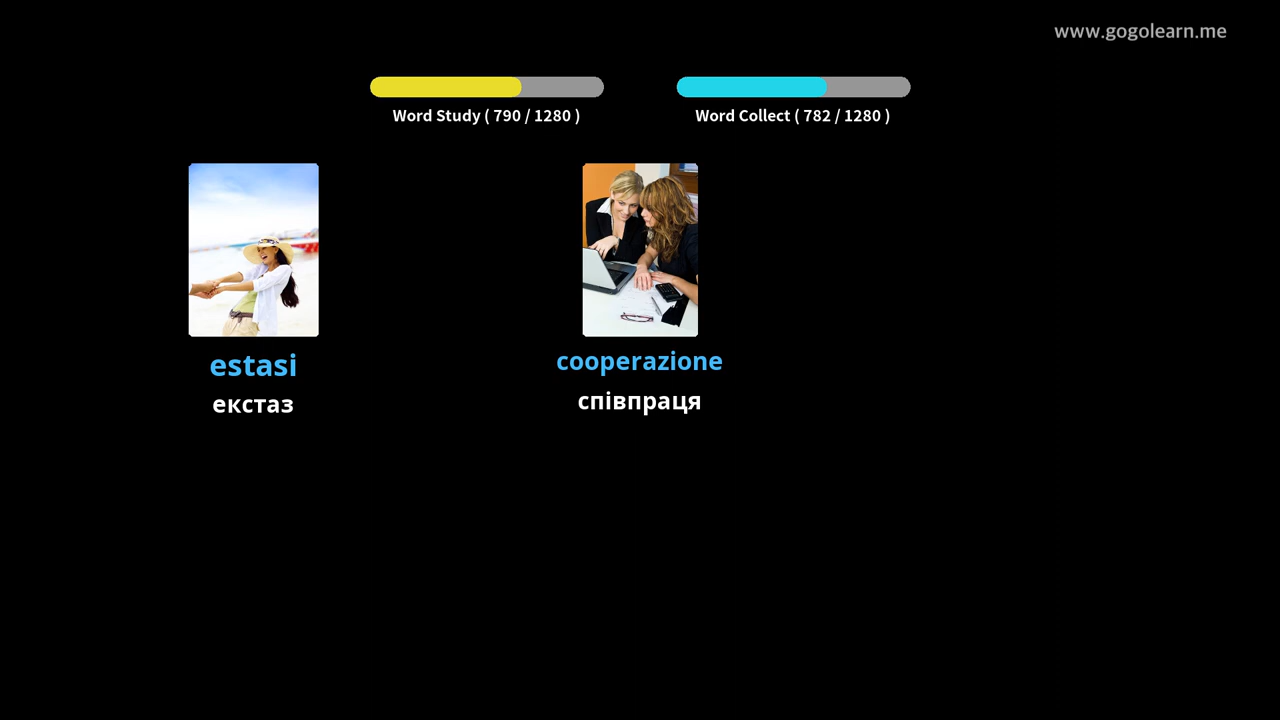 www.gogolearn.me
Word Study ( 790 / 1280 )
Word Collect ( 782 / 1280 )
estasi
екстаз
cooperazione
співпраця